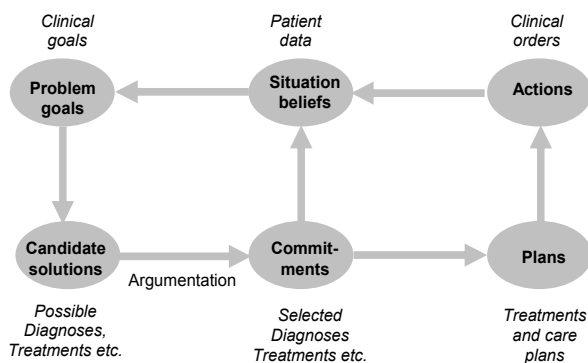 Clinical
goals
Patient
data
Clinical
orders
Problem
goals
Situation
beliefs
Actions
Candidate
solutions
Argumentation
Commit-
ments
Plans
Possible
Diagnoses,
Treatments etc.
Selected
Diagnoses
Treatments etc.
Treatments
and care
plans